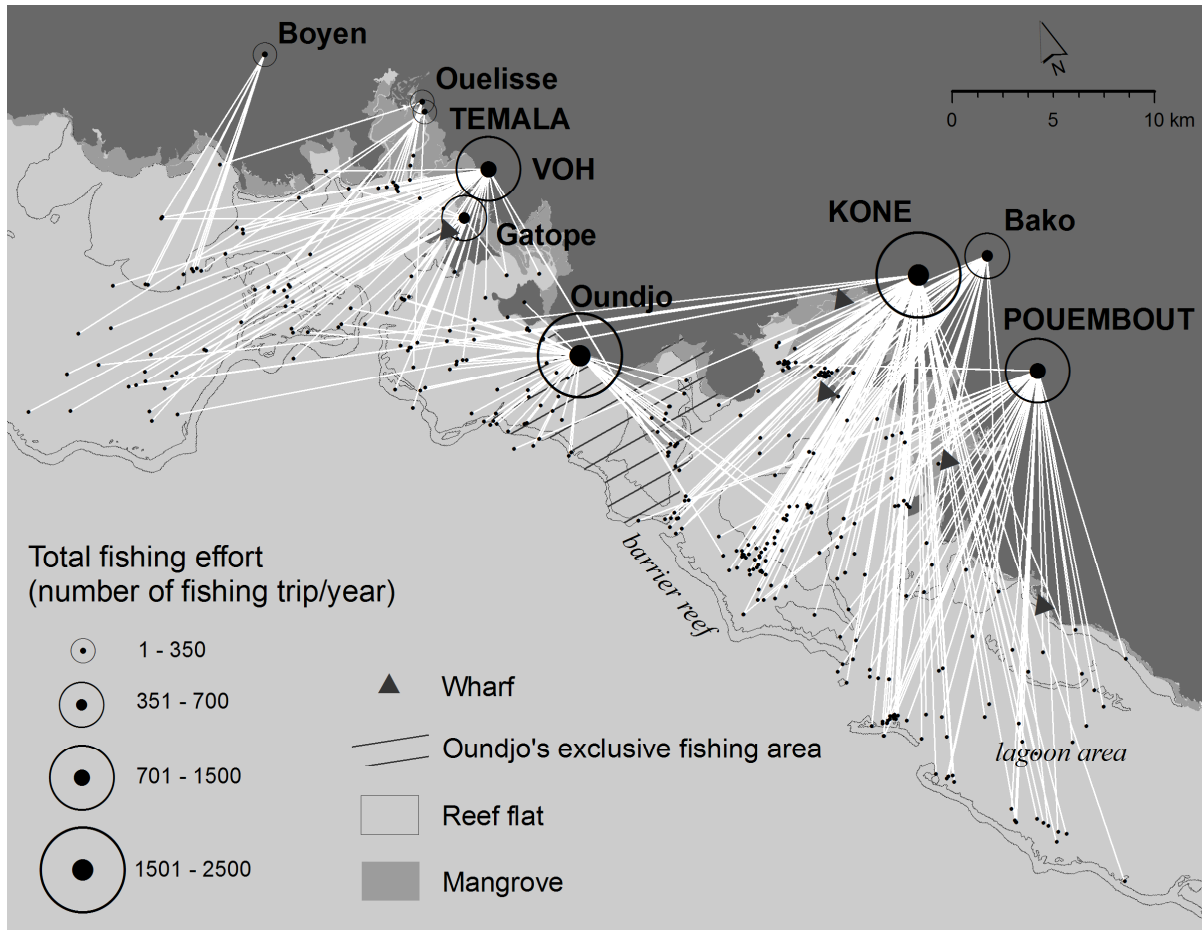 Boyen
Ouelisse
TEMALA
VOH
Gatope
Oundjo
KONE
Bako
POUEMBOUT
N
0 5 10 km
barrier reef
lagoon area
Total fishing effort
(number of fishing trip/year)
1 - 350
351 - 700
701 - 1500
1501 - 2500
Wharf
Oundjo's exclusive fishing area
Reef flat
Mangrove